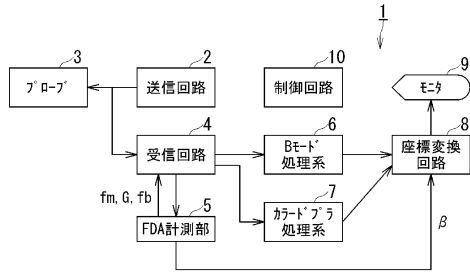 1
3
2
10
9
プローブ
送信回路
制御回路
モニタ
4
6
8
受信回路
Bモード
処理系
座標変換
回路
7
fm, G, fb
5
カラードプラ
処理系
FDA計測部
β